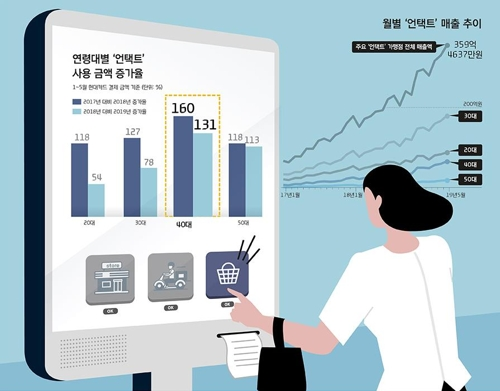 연령대별 '언택트'
사용 금액 증가율
1~5월 현대카드 결제 금액 기준 (단위: %)
2017년 대비 2018년 증가율
2018년 대비 2019년 증가율
118
54
127
78
160
131
118
113
20대
30대
40대
50대
OK
OK
OK
월별 '언택트' 매출 추이
주요 '언택트' 가맹점 전체 매출액
359억
4637만원
200억원
30대
20대
40대
50대
17년1월
18년1월
19년5월